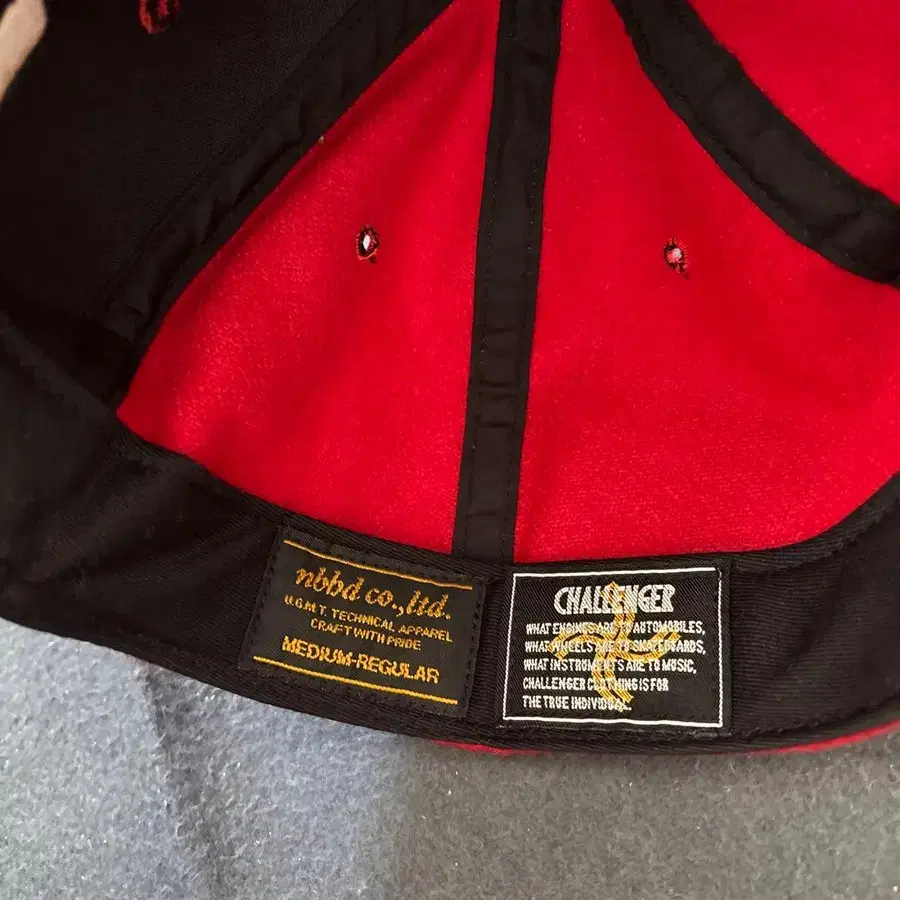 nbbd co.,ltd.
U.G.M.T. TECHNICAL APPAREL
CRAFT WITH PRIDE
MEDIUM-REGULAR
CHALLENGER
WHAT ENGINES ARE TO AUTOMOBILES,
WHAT WHEELS ARE TO SKATEBOARDS,
WHAT INSTRUMENTS ARE TO MUSIC,
CHALLENGER CLOTHING IS FOR
THE TRUE INDIVIDUAL.